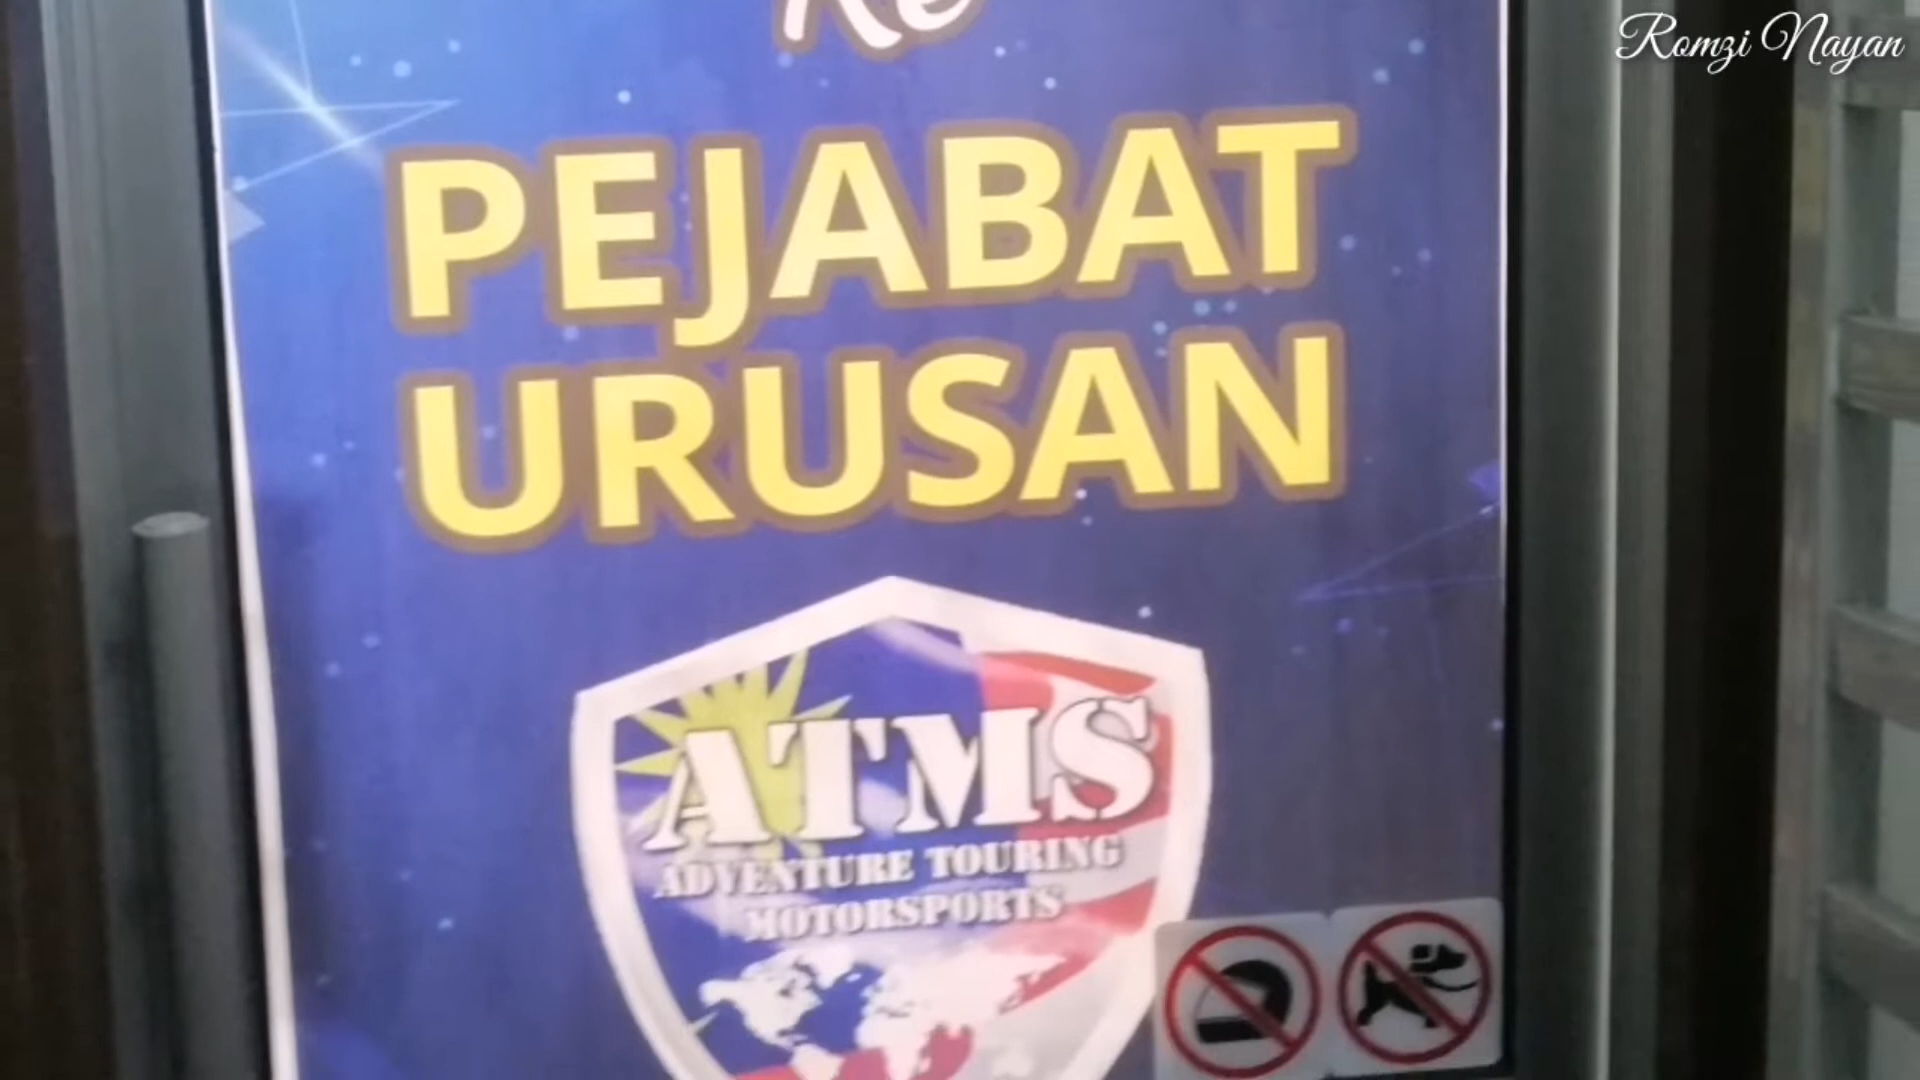 Romzi Nayan
Ke
PEJABAT
URUSAN
ATMS
ADVENTURE TOURING
MOTORSPORTS